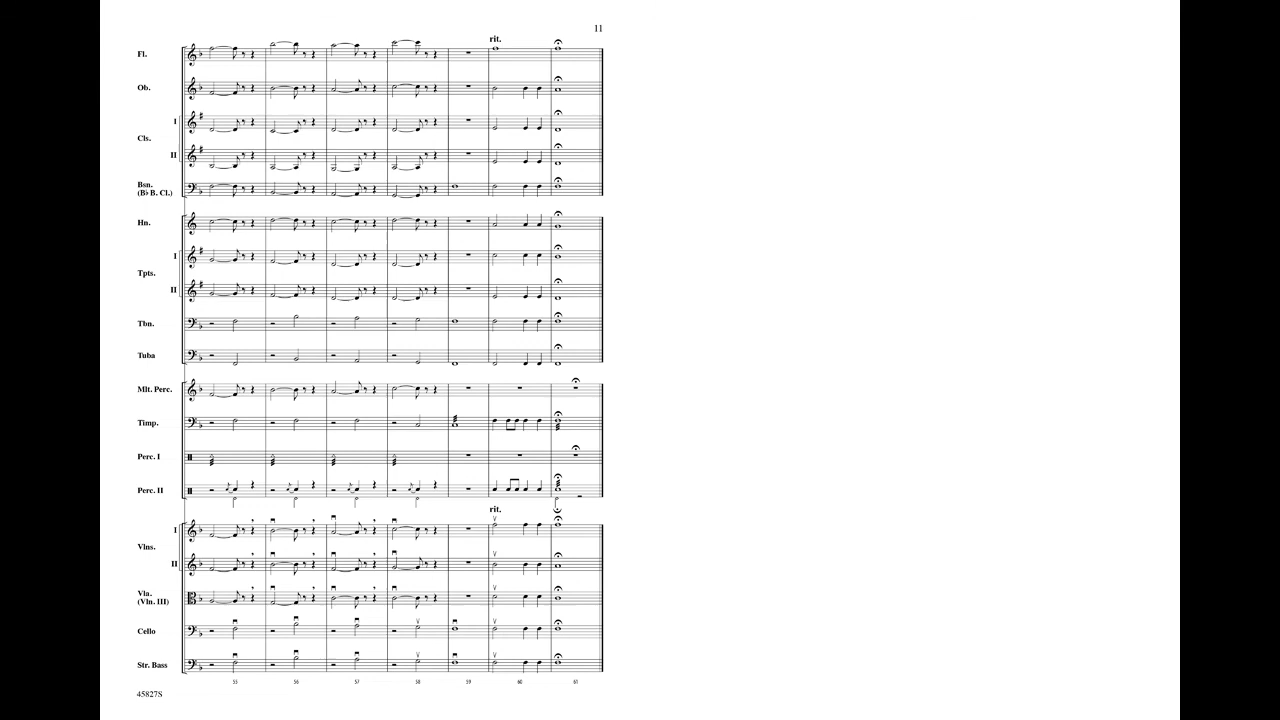 11
rit.
Fl.
Ob.
I
Cls.
II
Bsn.
(B♭ B. Cl.)
Hn.
I
Tpts.
II
Tbn.
Tuba
Mlt. Perc.
Timp.
Perc. I
Perc. II
rit.
I
Vlns.
II
Vla.
(Vln. III)
Cello
Str. Bass
55 56 57 58 59 60 61
45827S